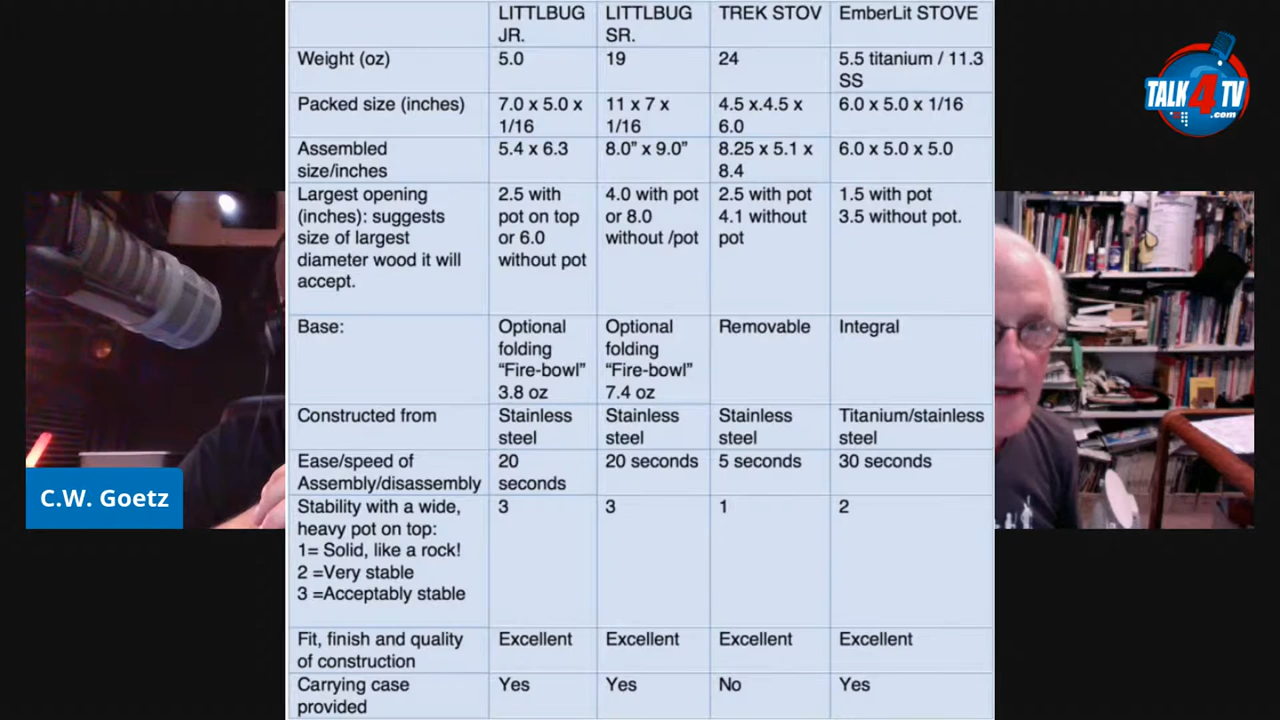 LITTLBUG JR.
LITTLBUG SR.
TREK STOV
EmberLit STOVE
Weight (oz)
5.0
19
24
5.5 titanium / 11.3 SS
Packed size (inches)
7.0 x 5.0 x 1/16
11 x 7 x 1/16
4.5 x.4.5 x 6.0
6.0 x 5.0 x 1/16
Assembled size/inches
5.4 x 6.3
8.0” x 9.0”
8.25 x 5.1 x 8.4
6.0 x 5.0 x 5.0
Largest opening
(inches): suggests
size of largest
diameter wood it will
accept.
2.5 with
pot on top
or 6.0
without pot
4.0 with pot
or 8.0
without /pot
2.5 with pot
4.1 without
pot
1.5 with pot
3.5 without pot.
Base:
Optional
folding
“Fire-bowl”
3.8 oz
Optional
folding
“Fire-bowl”
7.4 oz
Removable
Integral
Constructed from
Stainless
steel
Stainless
steel
Stainless
steel
Titanium/stainless
steel
Ease/speed of
Assembly/disassembly
20
seconds
20 seconds
5 seconds
30 seconds
Stability with a wide,
heavy pot on top:
1= Solid, like a rock!
2 =Very stable
3 =Acceptably stable
3
3
1
2
Fit, finish and quality
of construction
Excellent
Excellent
Excellent
Excellent
Carrying case
provided
Yes
Yes
No
Yes
C.W. Goetz
TALK 4 TV
.com